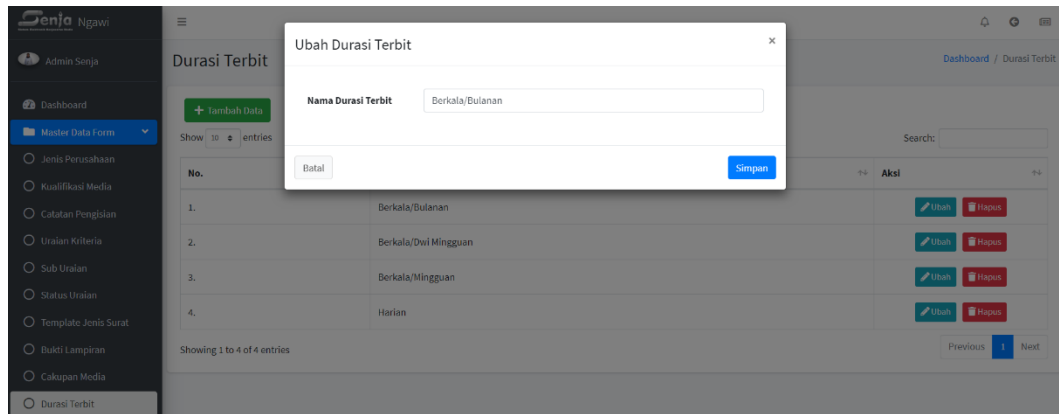 Senja Ngawi
Admin Senja
Dashboard
Master Data Form
Jenis Perusahaan
Kualifikasi Media
Catatan Pengisian
Uraian Kriteria
Sub Uraian
Status Uraian
Template Jenis Surat
Bukti Lampiran
Cakupan Media
Durasi Terbit
Durasi Terbit
Dashboard / Durasi Terbit
Ubah Durasi Terbit ×
Nama Durasi Terbit Berkala/Bulanan
Batal Simpan
+ Tambah Data
Show 10 entries
Search:
No. Aksi
1. Berkala/Bulanan Ubah Hapus
2. Berkala/Dwi Mingguan Ubah Hapus
3. Berkala/Mingguan Ubah Hapus
4. Harian Ubah Hapus
Showing 1 to 4 of 4 entries
Previous 1 Next